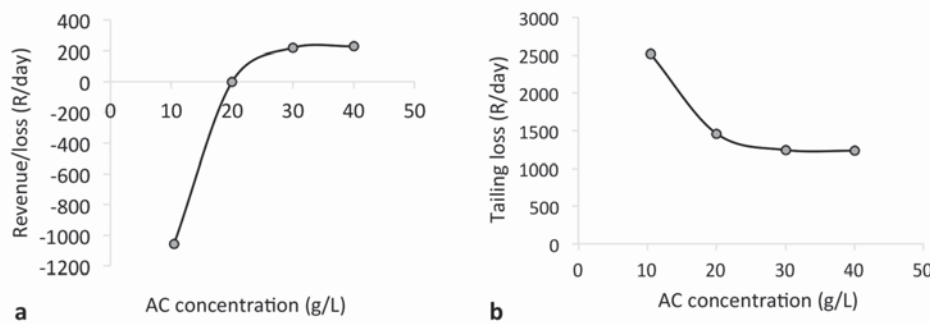 Revenue/loss (R/day)
400
200
0
-200
-400
-600
-800
-1000
-1200
0 10 20 30 40 50
AC concentration (g/L)
a
Tailing loss (R/day)
3000
2500
2000
1500
1000
500
0
0 10 20 30 40 50
AC concentration (g/L)
b